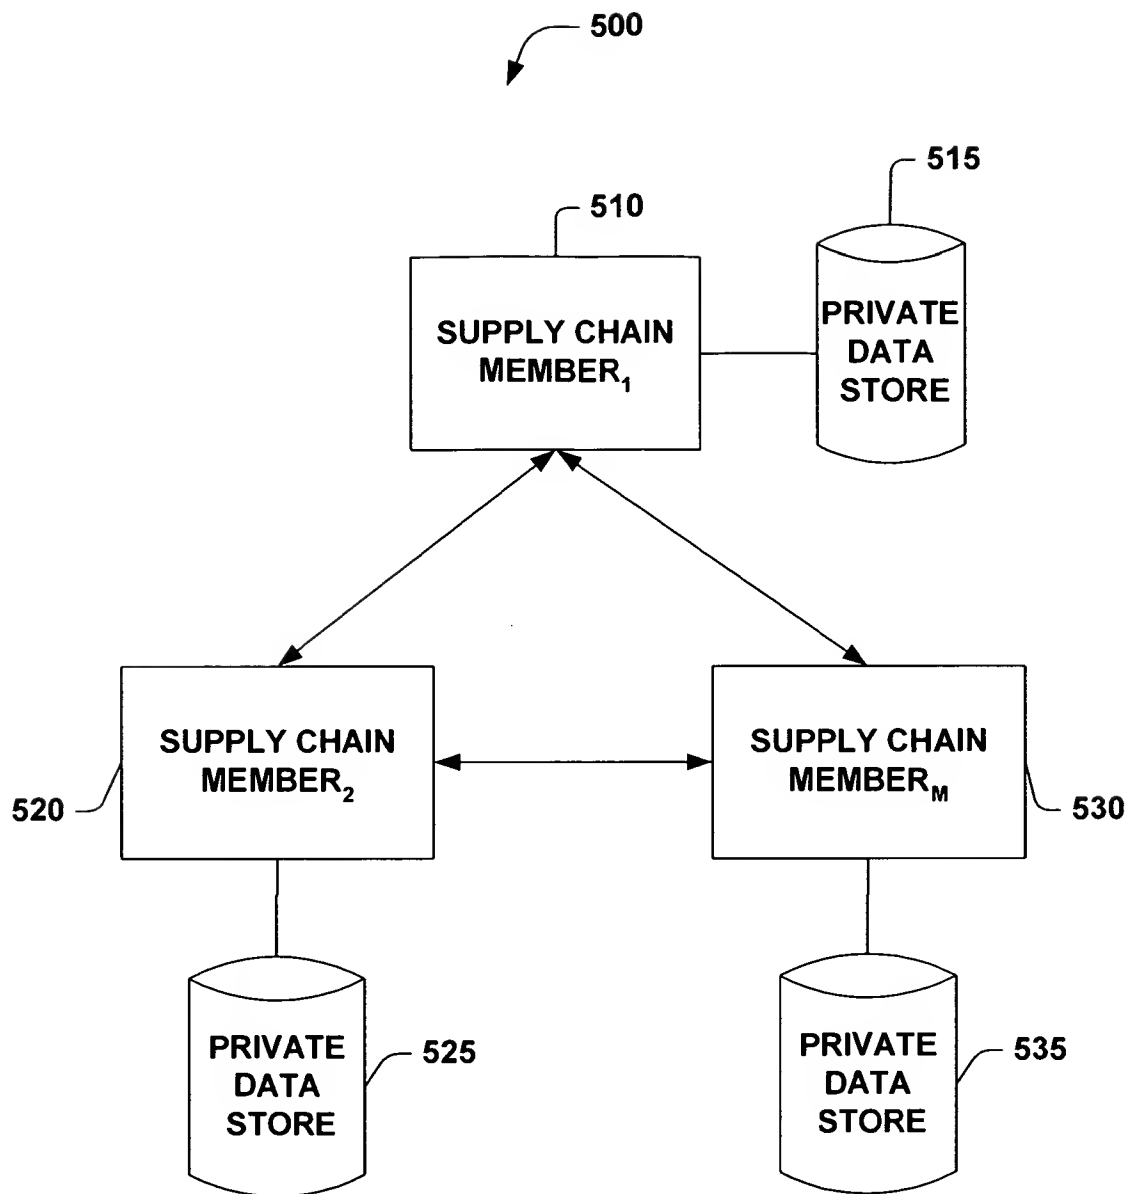 500
515
510
PRIVATE
DATA
STORE
SUPPLY CHAIN
MEMBER₁
SUPPLY CHAIN
MEMBER₂
SUPPLY CHAIN
MEMBER_M
520
530
PRIVATE
DATA
STORE
525
PRIVATE
DATA
STORE
535